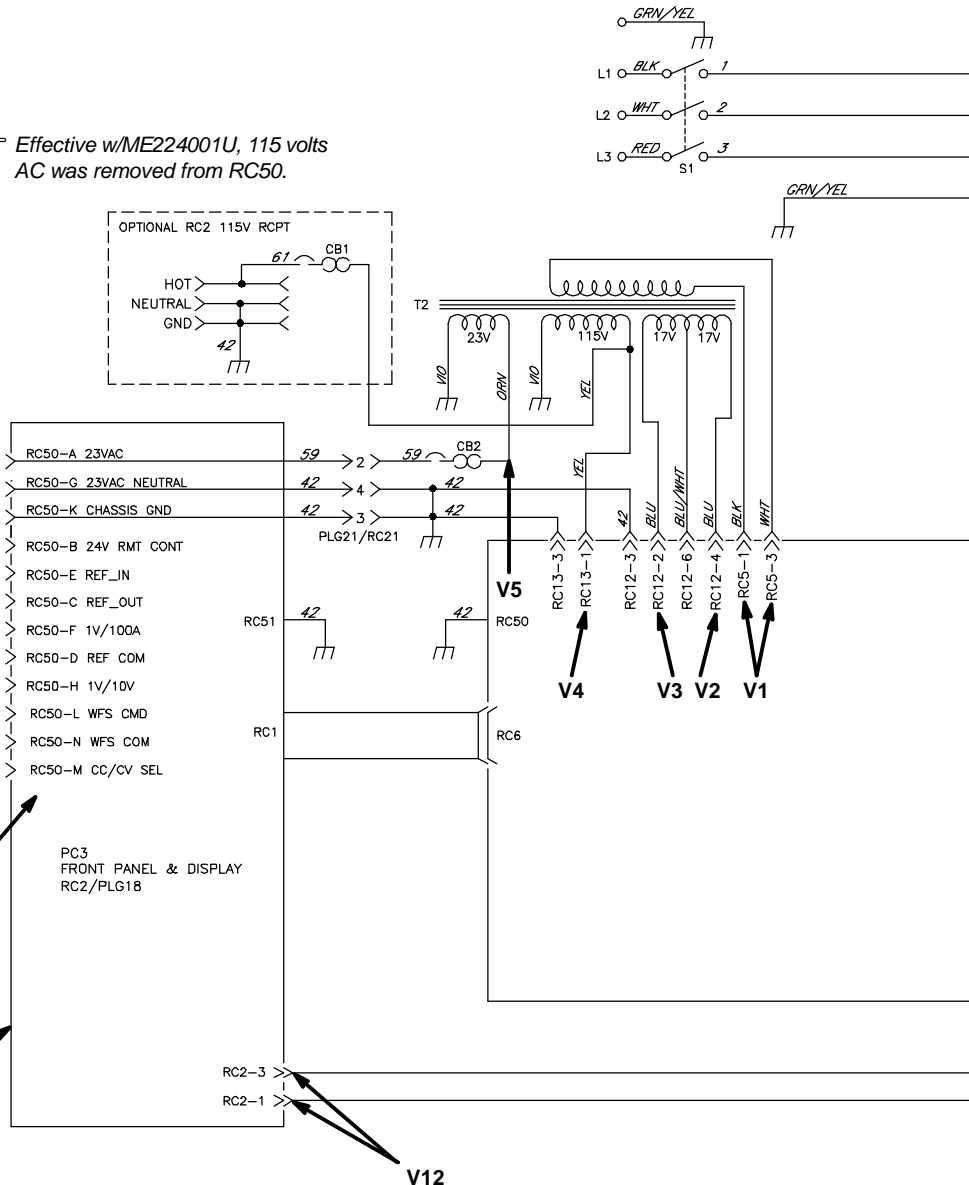 GRN/YEL
L1 BLK 1
L2 WHT 2
L3 RED 3
S1
GRN/YEL
Effective w/ME224001U, 115 volts
AC was removed from RC50.
OPTIONAL RC2 115V RCPT
61 CB1
HOT
NEUTRAL
GND
42
T2
23V 115V 17V 17V
VIO ORN VIO YEL
RC50-A 23VAC 59 2 59 CB2
RC50-G 23VAC NEUTRAL 42 4 42
RC50-K CHASSIS GND 42 3 42
PLG21/RC21
YEL 42 BLU BLU/WHT BLU BLK WHT
RC13-3 RC13-1 RC12-3 RC12-2 RC12-6 RC12-4 RC5-1 RC5-3
RC50-B 24V RMT CONT
RC50-E REF_IN
RC50-C REF_OUT
RC50-F 1V/100A
RC50-D REF COM
RC50-H 1V/10V
RC50-L WFS CMD
RC50-N WFS COM
RC50-M CC/CV SEL
V5
RC51 42 42 RC50
V4 V3 V2 V1
RC1 RC6
PC3
FRONT PANEL & DISPLAY
RC2/PLG18
RC2-3
RC2-1
V12